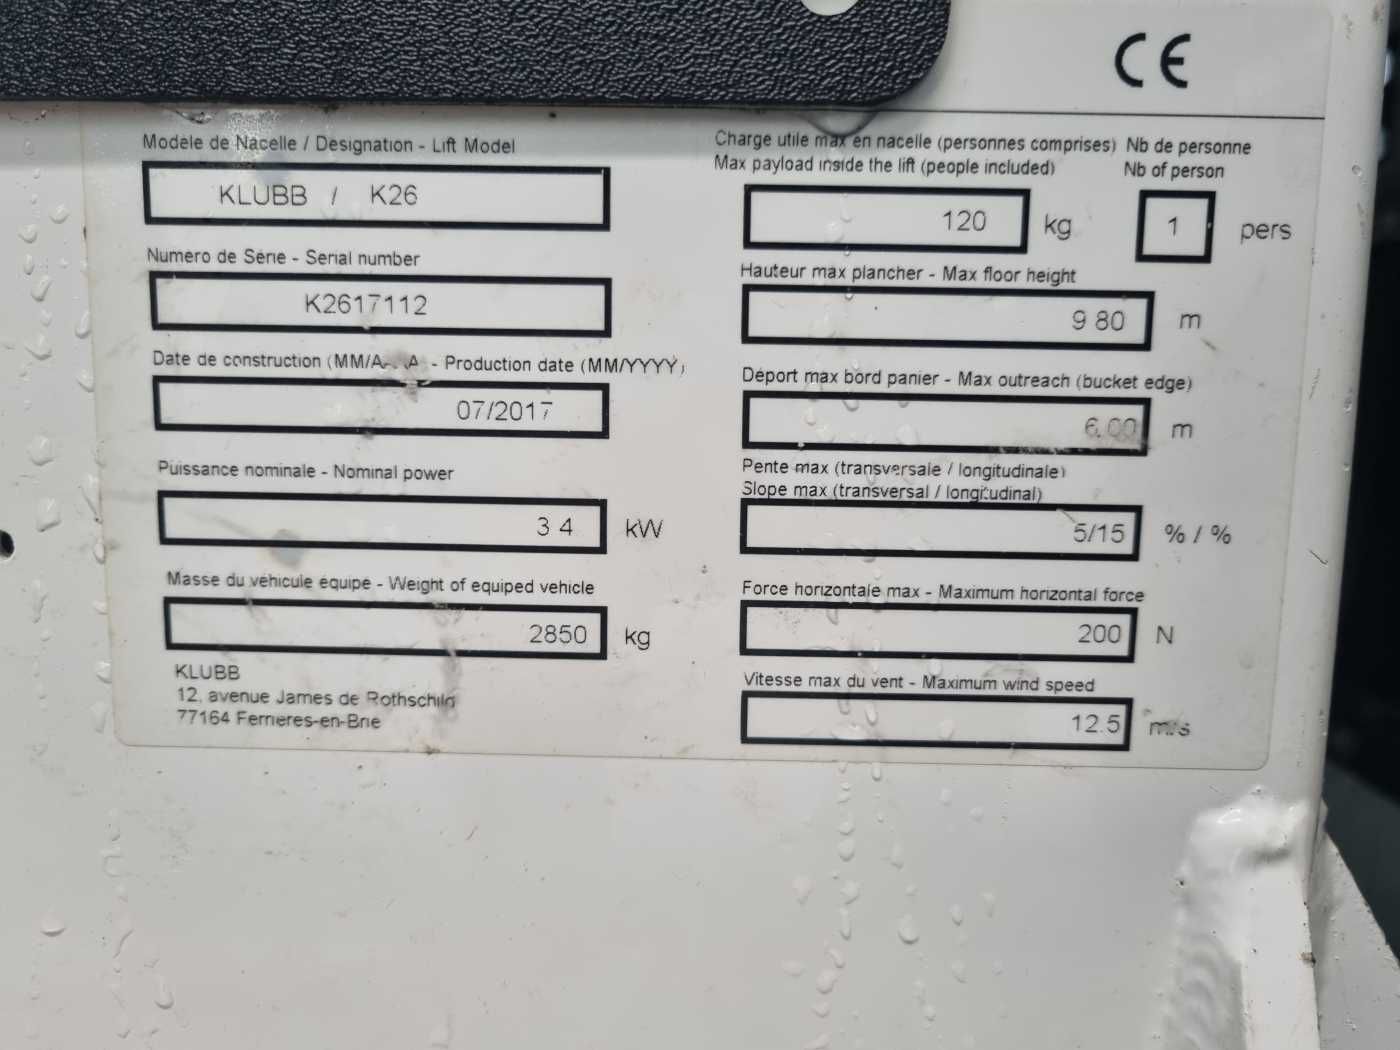 CE
Modèle de Nacelle / Designation - Lift Model
KLUBB / K26
Numéro de Série - Serial number
K2617112
Date de construction (MM/A  A - Production date (MM/YYYY)
07/2017
Puissance nominale - Nominal power
3 4 kW
Masse du véhicule équipé - Weight of equiped vehicle
2850 kg
KLUBB
12, avenue James de Rothschild
77164 Ferrières-en-Brie
Charge utile max en nacelle (personnes comprises) Nb de personne
Max payload inside the lift (people included) Nb of person
120 kg 1 pers
Hauteur max plancher - Max floor height
9 80 m
Déport max bord panier - Max outreach (bucket edge)
6.00 m
Pente max (transversale / longitudinale)
Slope max (transversal / longitudinal)
5/15 % / %
Force horizontale max - Maximum horizontal force
200 N
Vitesse max du vent - Maximum wind speed
12.5 m/s